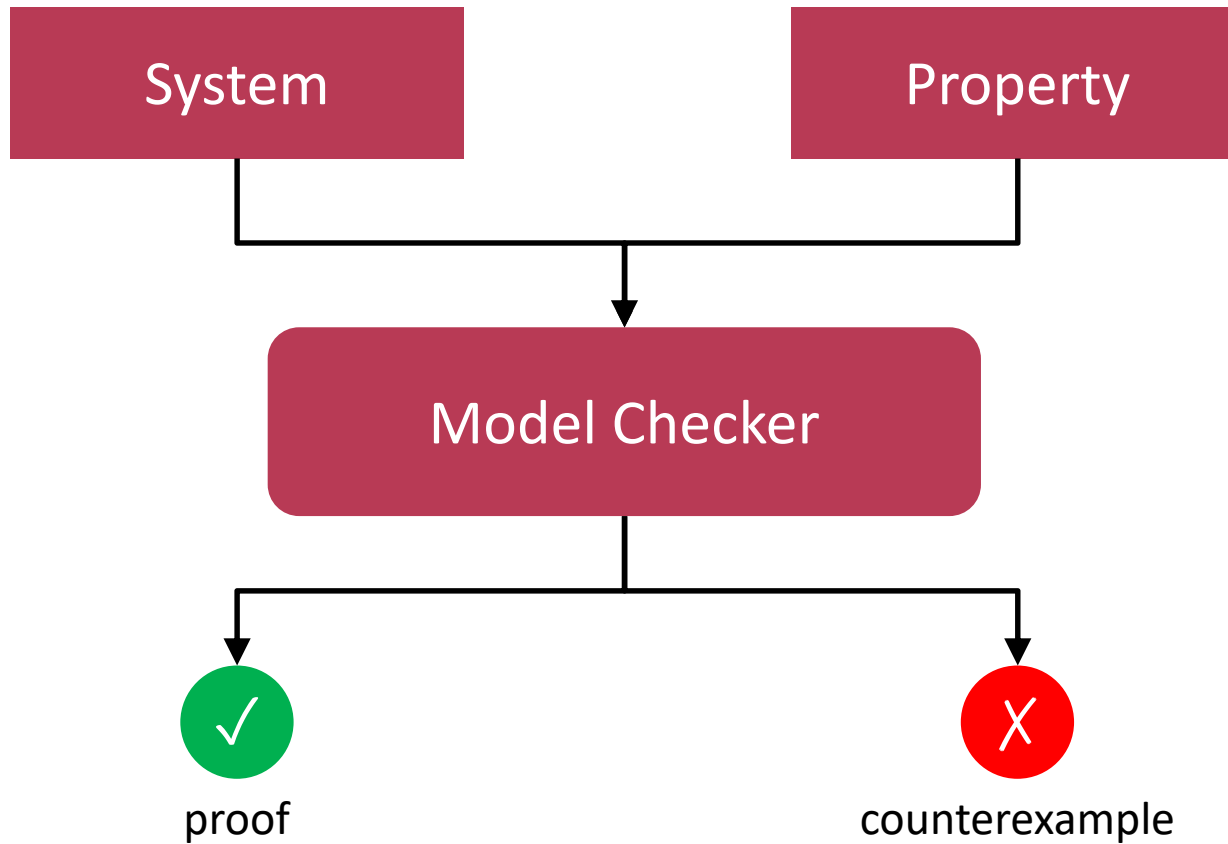 System
Property
Model Checker
✓
✗
proof
counterexample